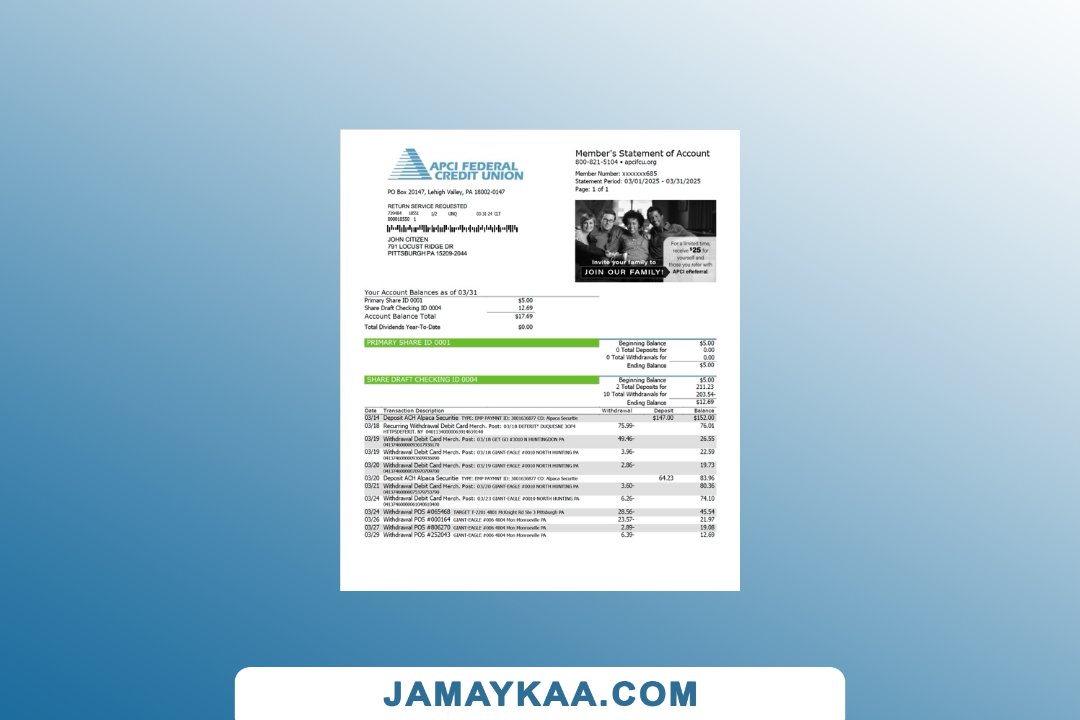 APCI FEDERAL
CREDIT UNION
PO Box 20147, Lehigh Valley, PA 18002-0147
RETURN SERVICE REQUESTED
1/2 UNQ 03-31-24 CLT
JOHN CITIZEN
791 LOCUST RIDGE DR
PITTSBURGH PA 15209-2044
Member's Statement of Account
800-821-5104 • apcifcu.org
Member Number: xxxxxxx685
Statement Period: 03/01/2025 - 03/31/2025
Page: 1 of 1
Invite your family to
JOIN OUR FAMILY!
For a limited time,
receive $25 for
yourself and
those you refer with
APCI eReferral
Your Account Balances as of 03/31
Primary Share ID 0001 $5.00
Share Draft Checking ID 0004 12.69
Account Balance Total $17.69
Total Dividends Year-To-Date $0.00
PRIMARY SHARE ID 0001
Beginning Balance $5.00
0 Total Deposits for 0.00
0 Total Withdrawals for 0.00
Ending Balance $5.00
SHARE DRAFT CHECKING ID 0004
Beginning Balance $5.00
2 Total Deposits for 211.23
10 Total Withdrawals for 203.54-
Ending Balance $12.69
Date Transaction Description Withdrawal Deposit Balance
03/14 Deposit ACH Alpaca Securitie TYPE: EMP PAYMNT ID: CO: Alpaca Securitie $147.00 $152.00
03/18 Recurring Withdrawal Debit Card Merch. Post: 03/18 DUQUESNE 75.99- 76.01
03/19 Withdrawal Debit Card Merch. Post: 03/18 GET GO #3010 N HUNTINGDON PA 49.46- 26.55
03/19 Withdrawal Debit Card Merch. Post: 03/18 GIANT-EAGLE #0010 NORTH HUNTING PA 3.96- 22.59
03/20 Withdrawal Debit Card Merch. Post: 03/19 GIANT-EAGLE #0010 NORTH HUNTING PA 2.86- 19.73
03/20 Deposit ACH Alpaca Securitie TYPE: EMP PAYMNT ID: CO: Alpaca Securitie 64.23 83.96
03/21 Withdrawal Debit Card Merch. Post: 03/20 GIANT-EAGLE #0010 NORTH HUNTING PA 3.60- 80.36
03/24 Withdrawal Debit Card Merch. Post: 03/23 GIANT-EAGLE #0010 NORTH HUNTING PA 6.26- 74.10
03/24 Withdrawal POS #065468 TARGET T-2201 4801 McKnight Rd Ste 3 Pittsburgh PA 28.56- 45.54
03/26 Withdrawal POS #000164 GIANT-EAGLE #006 4004 Mon Monroeville PA 23.57- 21.97
03/27 Withdrawal POS #806270 GIANT-EAGLE #006 4004 Mon Monroeville PA 2.89- 19.08
03/29 Withdrawal POS #252043 GIANT-EAGLE #006 4004 Mon Monroeville PA 6.39- 12.69
JAMAYKAA.COM